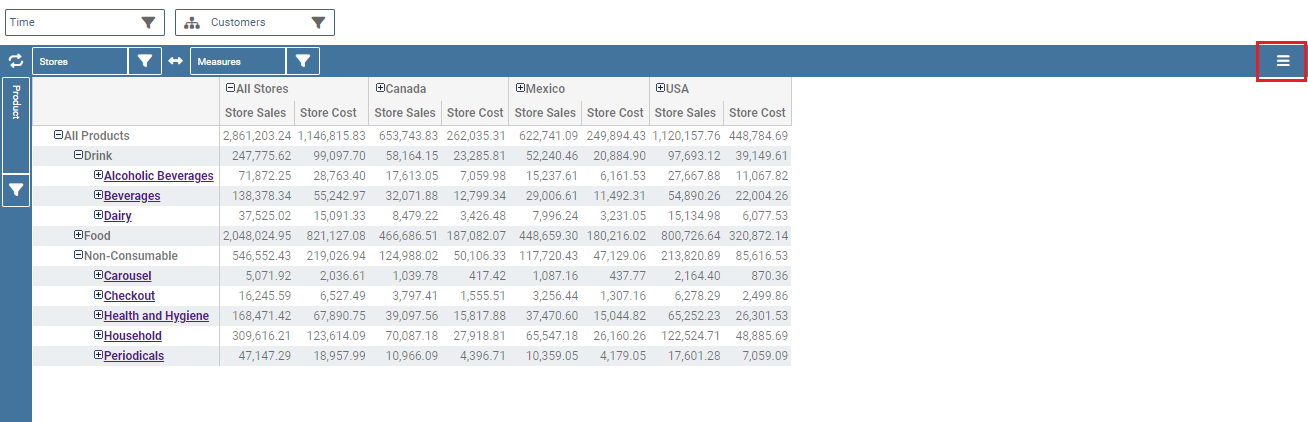 Time Customers
Stores Measures
Product
All Stores Canada Mexico USA
Store Sales Store Cost Store Sales Store Cost Store Sales Store Cost Store Sales Store Cost
All Products 2,861,203.24 1,146,815.83 653,743.83 262,035.31 622,741.09 249,894.43 1,120,157.76 448,784.69
Drink 247,775.62 99,097.70 58,164.15 23,285.81 52,240.46 20,884.90 97,693.12 39,149.61
Alcoholic Beverages 71,872.25 28,763.40 17,613.05 7,059.98 15,237.61 6,161.53 27,667.88 11,067.82
Beverages 138,378.34 55,242.97 32,071.88 12,799.34 29,006.61 11,492.31 54,890.26 22,004.26
Dairy 37,525.02 15,091.33 8,479.22 3,426.48 7,996.24 3,231.05 15,134.98 6,077.53
Food 2,048,024.95 821,127.08 466,686.51 187,082.07 448,659.30 180,216.02 800,726.64 320,872.14
Non-Consumable 546,552.43 219,026.94 124,988.02 50,106.33 117,720.43 47,129.06 213,820.89 85,616.53
Carousel 5,071.92 2,036.61 1,039.78 417.42 1,087.16 437.77 2,164.40 870.36
Checkout 16,245.59 6,527.49 3,797.41 1,555.51 3,256.44 1,307.16 6,278.29 2,499.86
Health and Hygiene 168,471.42 67,890.75 39,097.56 15,817.88 37,470.60 15,044.82 65,252.23 26,301.53
Household 309,616.21 123,614.09 70,087.18 27,918.81 65,547.18 26,160.26 122,524.71 48,885.69
Periodicals 47,147.29 18,957.99 10,966.09 4,396.71 10,359.05 4,179.05 17,601.28 7,059.09